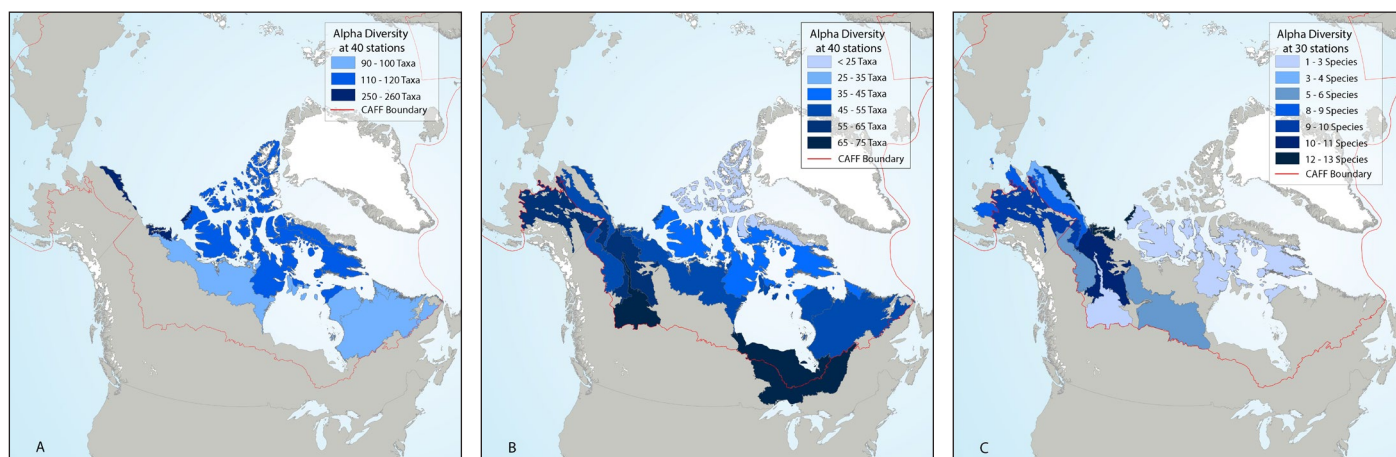 Alpha Diversity
at 40 stations
90 - 100 Taxa
110 - 120 Taxa
250 - 260 Taxa
CAFF Boundary
A
Alpha Diversity
at 40 stations
< 25 Taxa
25 - 35 Taxa
35 - 45 Taxa
45 - 55 Taxa
55 - 65 Taxa
65 - 75 Taxa
CAFF Boundary
B
Alpha Diversity
at 30 stations
1 - 3 Species
3 - 4 Species
5 - 6 Species
8 - 9 Species
9 - 10 Species
10 - 11 Species
12 - 13 Species
CAFF Boundary
C